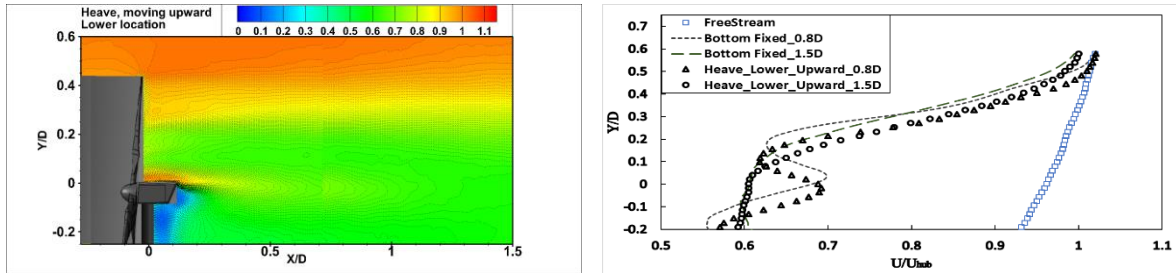 Heave, moving upward
Lower location
0 0.1 0.2 0.3 0.4 0.5 0.6 0.7 0.8 0.9 1 1.1
0.6
0.4
0.2
0
-0.2
Y/D
0 0.5 1 1.5
X/D
FreeStream
Bottom Fixed_0.8D
Bottom Fixed_1.5D
Heave_Lower_Upward_0.8D
Heave_Lower_Upward_1.5D
0.6
0.5
0.4
0.3
0.2
0.1
0
-0.1
-0.2
Y/D
0.5 0.6 0.7 0.8 0.9 1 1.1
U/Uhub